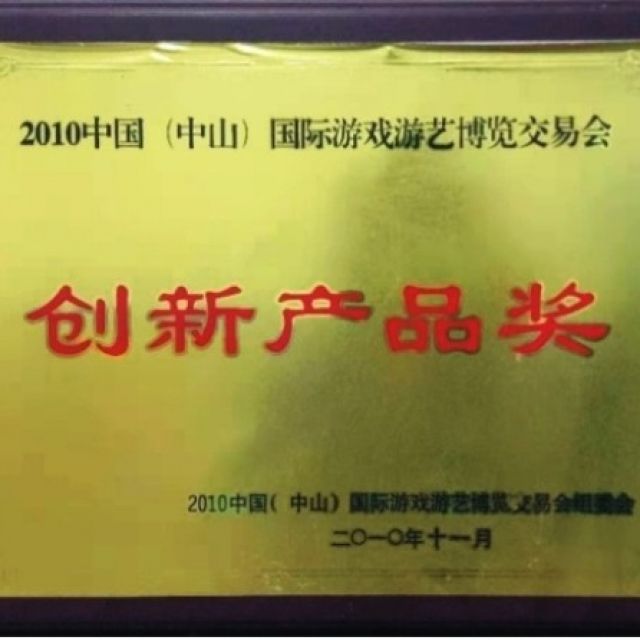 2010中国（中山）国际游戏游艺博览交易会
创新产品奖
2010中国（中山）国际游戏游艺博览交易会组委会
二〇一〇年十一月